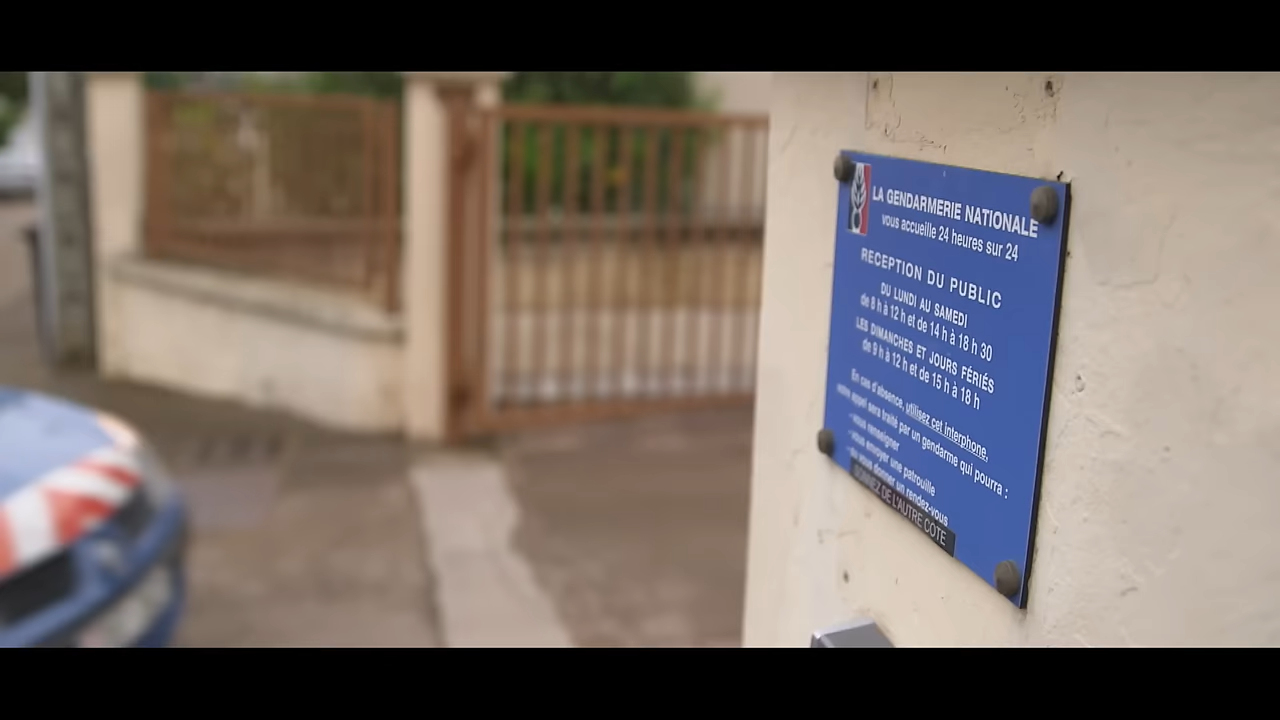 LA GENDARMERIE NATIONALE
vous accueille 24 heures sur 24
RECEPTION DU PUBLIC
DU LUNDI AU SAMEDI
de 8 h à 12 h et de 14 h à 18 h 30
LES DIMANCHES ET JOURS FÉRIÉS
de 9 h à 12 h et de 15 h à 18 h
En cas d'absence, utilisez cet interphone,
votre appel sera traité par un gendarme qui pourra :
- vous renseigner
- vous envoyer une patrouille
- ou vous donner un rendez-vous
SONNEZ DE L'AUTRE COTE